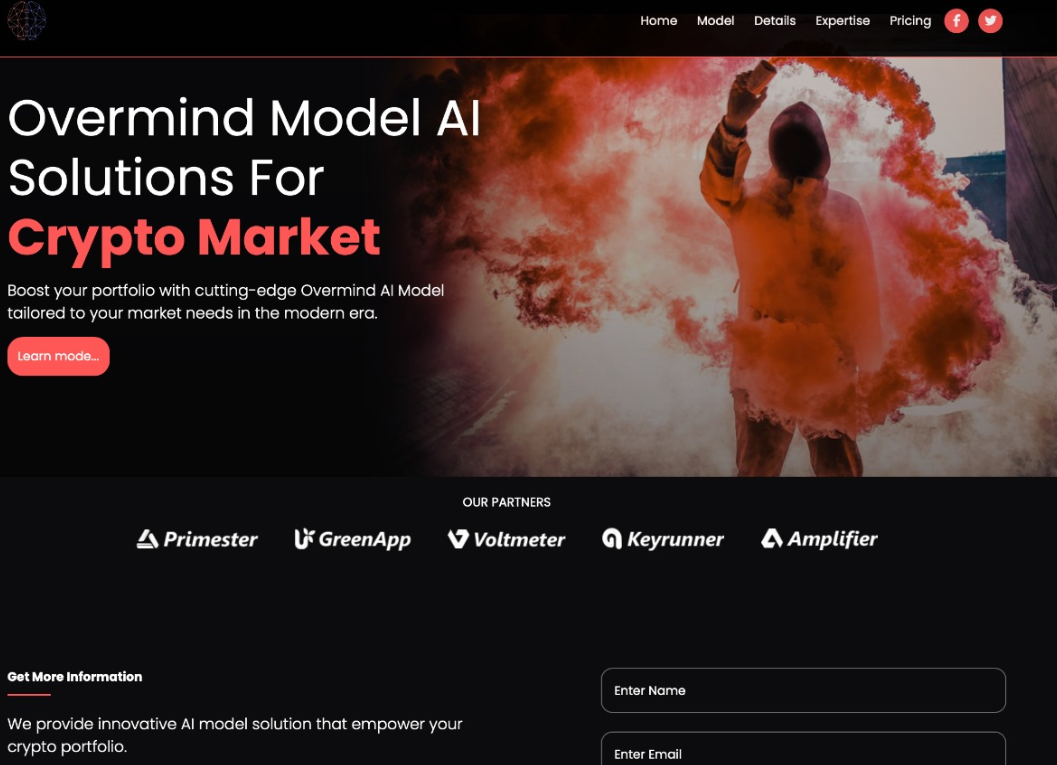 Home Model Details Expertise Pricing
Overmind Model AI
Solutions For
Crypto Market
Boost your portfolio with cutting-edge Overmind AI Model
tailored to your market needs in the modern era.
Learn mode...
OUR PARTNERS
Primester GreenApp Voltmeter Keyrunner Amplifier
Get More Information
Enter Name
We provide innovative AI model solution that empower your
crypto portfolio.
Enter Email